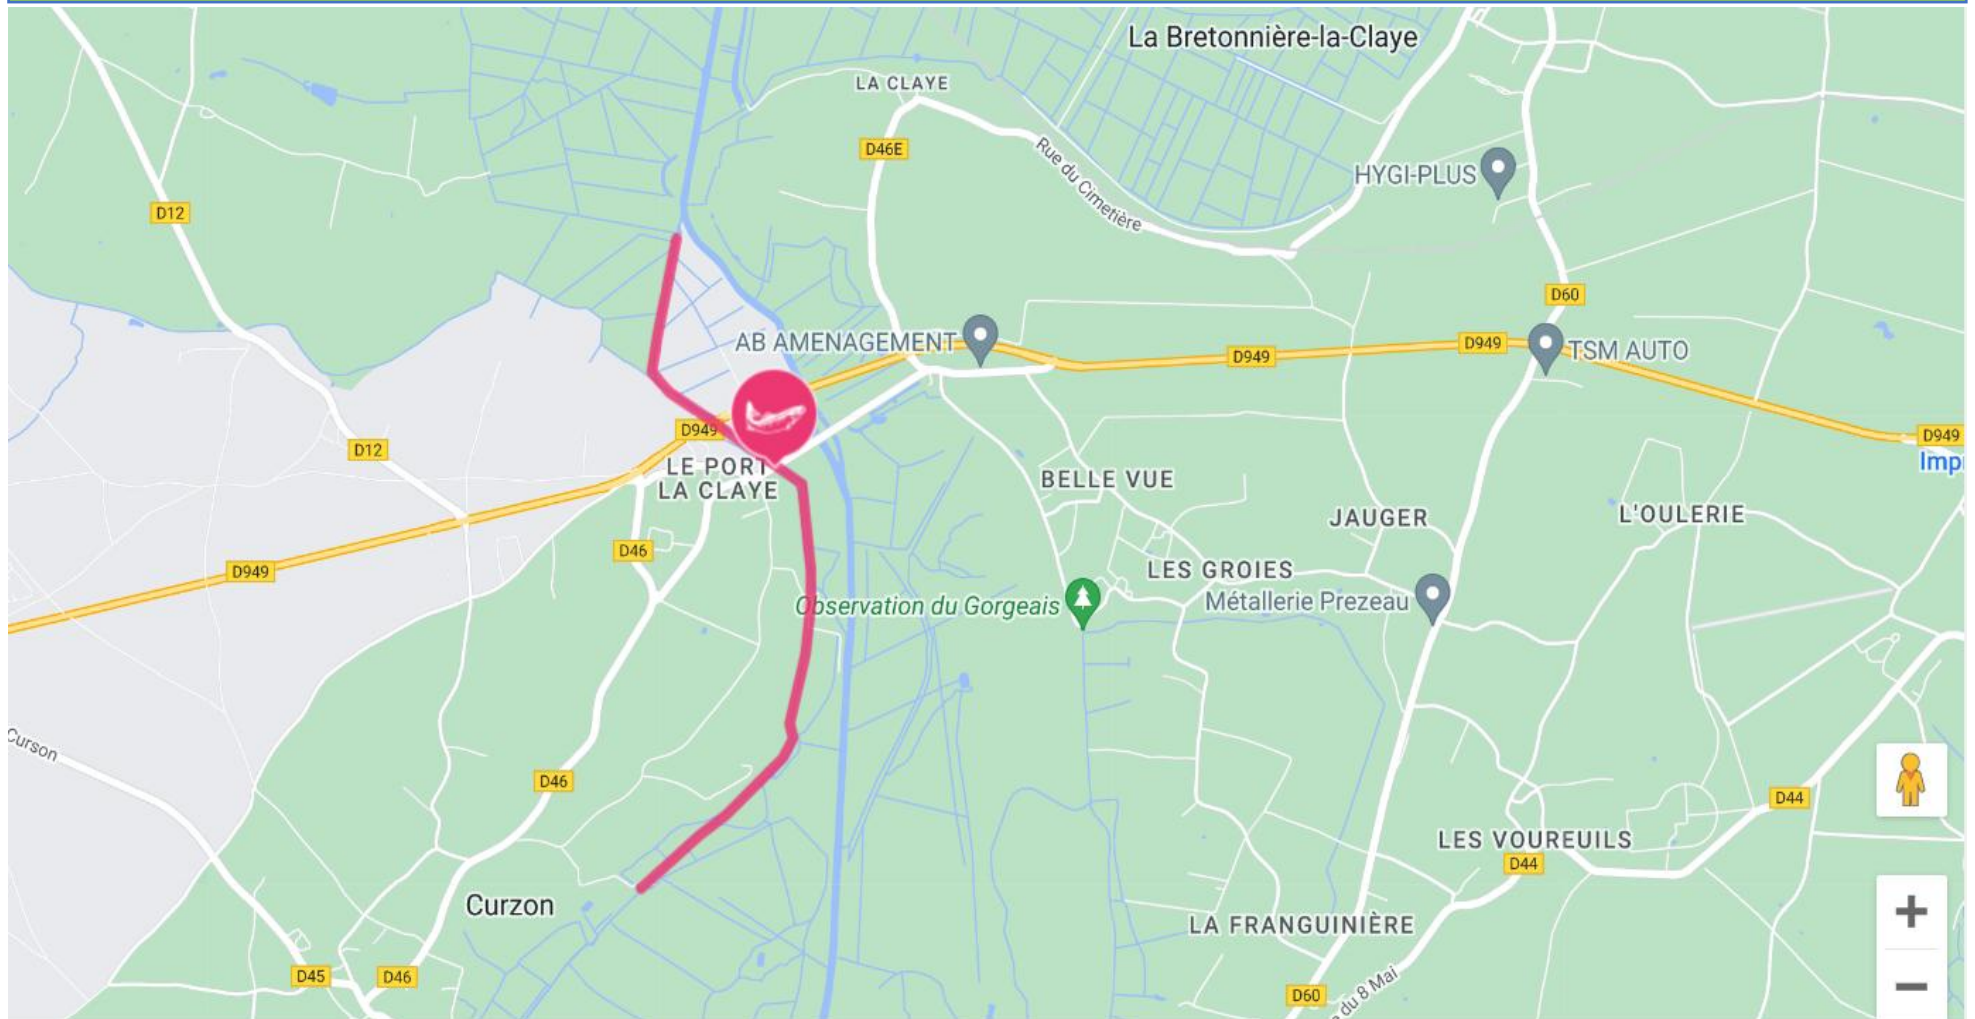 La Bretonnière-la-Claye
LA CLAYE
D46E
Rue du Cimetière
HYGI-PLUS
D12
D60
AB AMENAGEMENT
D949
D949
TSM AUTO
D949
D949
Imp
D12
LE PORT
LA CLAYE
BELLE VUE
JAUGER
L'OULERIE
D46
D949
LES GROIES
Observation du Gorgeais
Métallerie Prezeau
Curson
D46
D44
LES VOUREUILS
D44
Curzon
LA FRANGUINIÈRE
D45
D46
D60
du 8 Mai
+
−